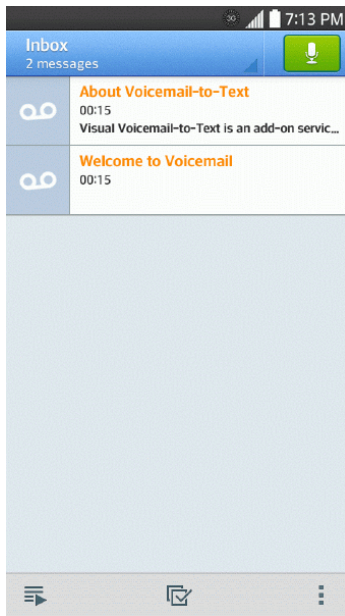 3G 7:13 PM
Inbox
2 messages
About Voicemail-to-Text
00:15
Visual Voicemail-to-Text is an add-on servic...
Welcome to Voicemail
00:15